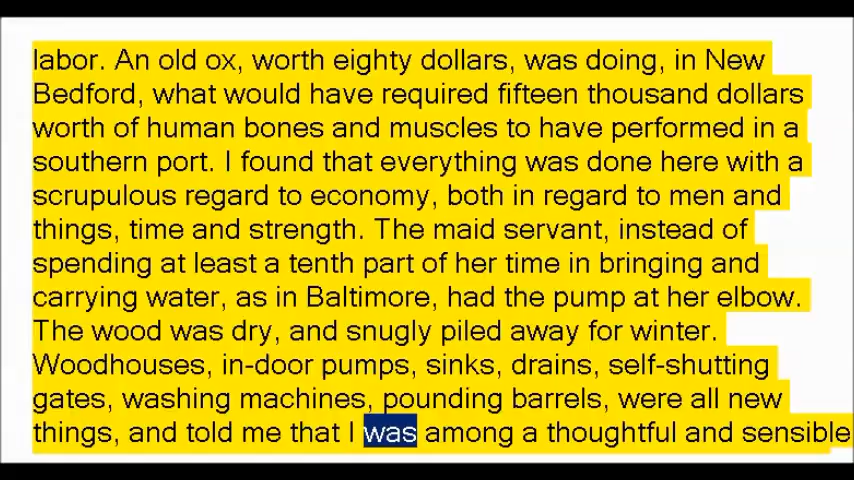 labor. An old ox, worth eighty dollars, was doing, in New
Bedford, what would have required fifteen thousand dollars
worth of human bones and muscles to have performed in a
southern port. I found that everything was done here with a
scrupulous regard to economy, both in regard to men and
things, time and strength. The maid servant, instead of
spending at least a tenth part of her time in bringing and
carrying water, as in Baltimore, had the pump at her elbow.
The wood was dry, and snugly piled away for winter.
Woodhouses, in-door pumps, sinks, drains, self-shutting
gates, washing machines, pounding barrels, were all new
things, and told me that I was among a thoughtful and sensible